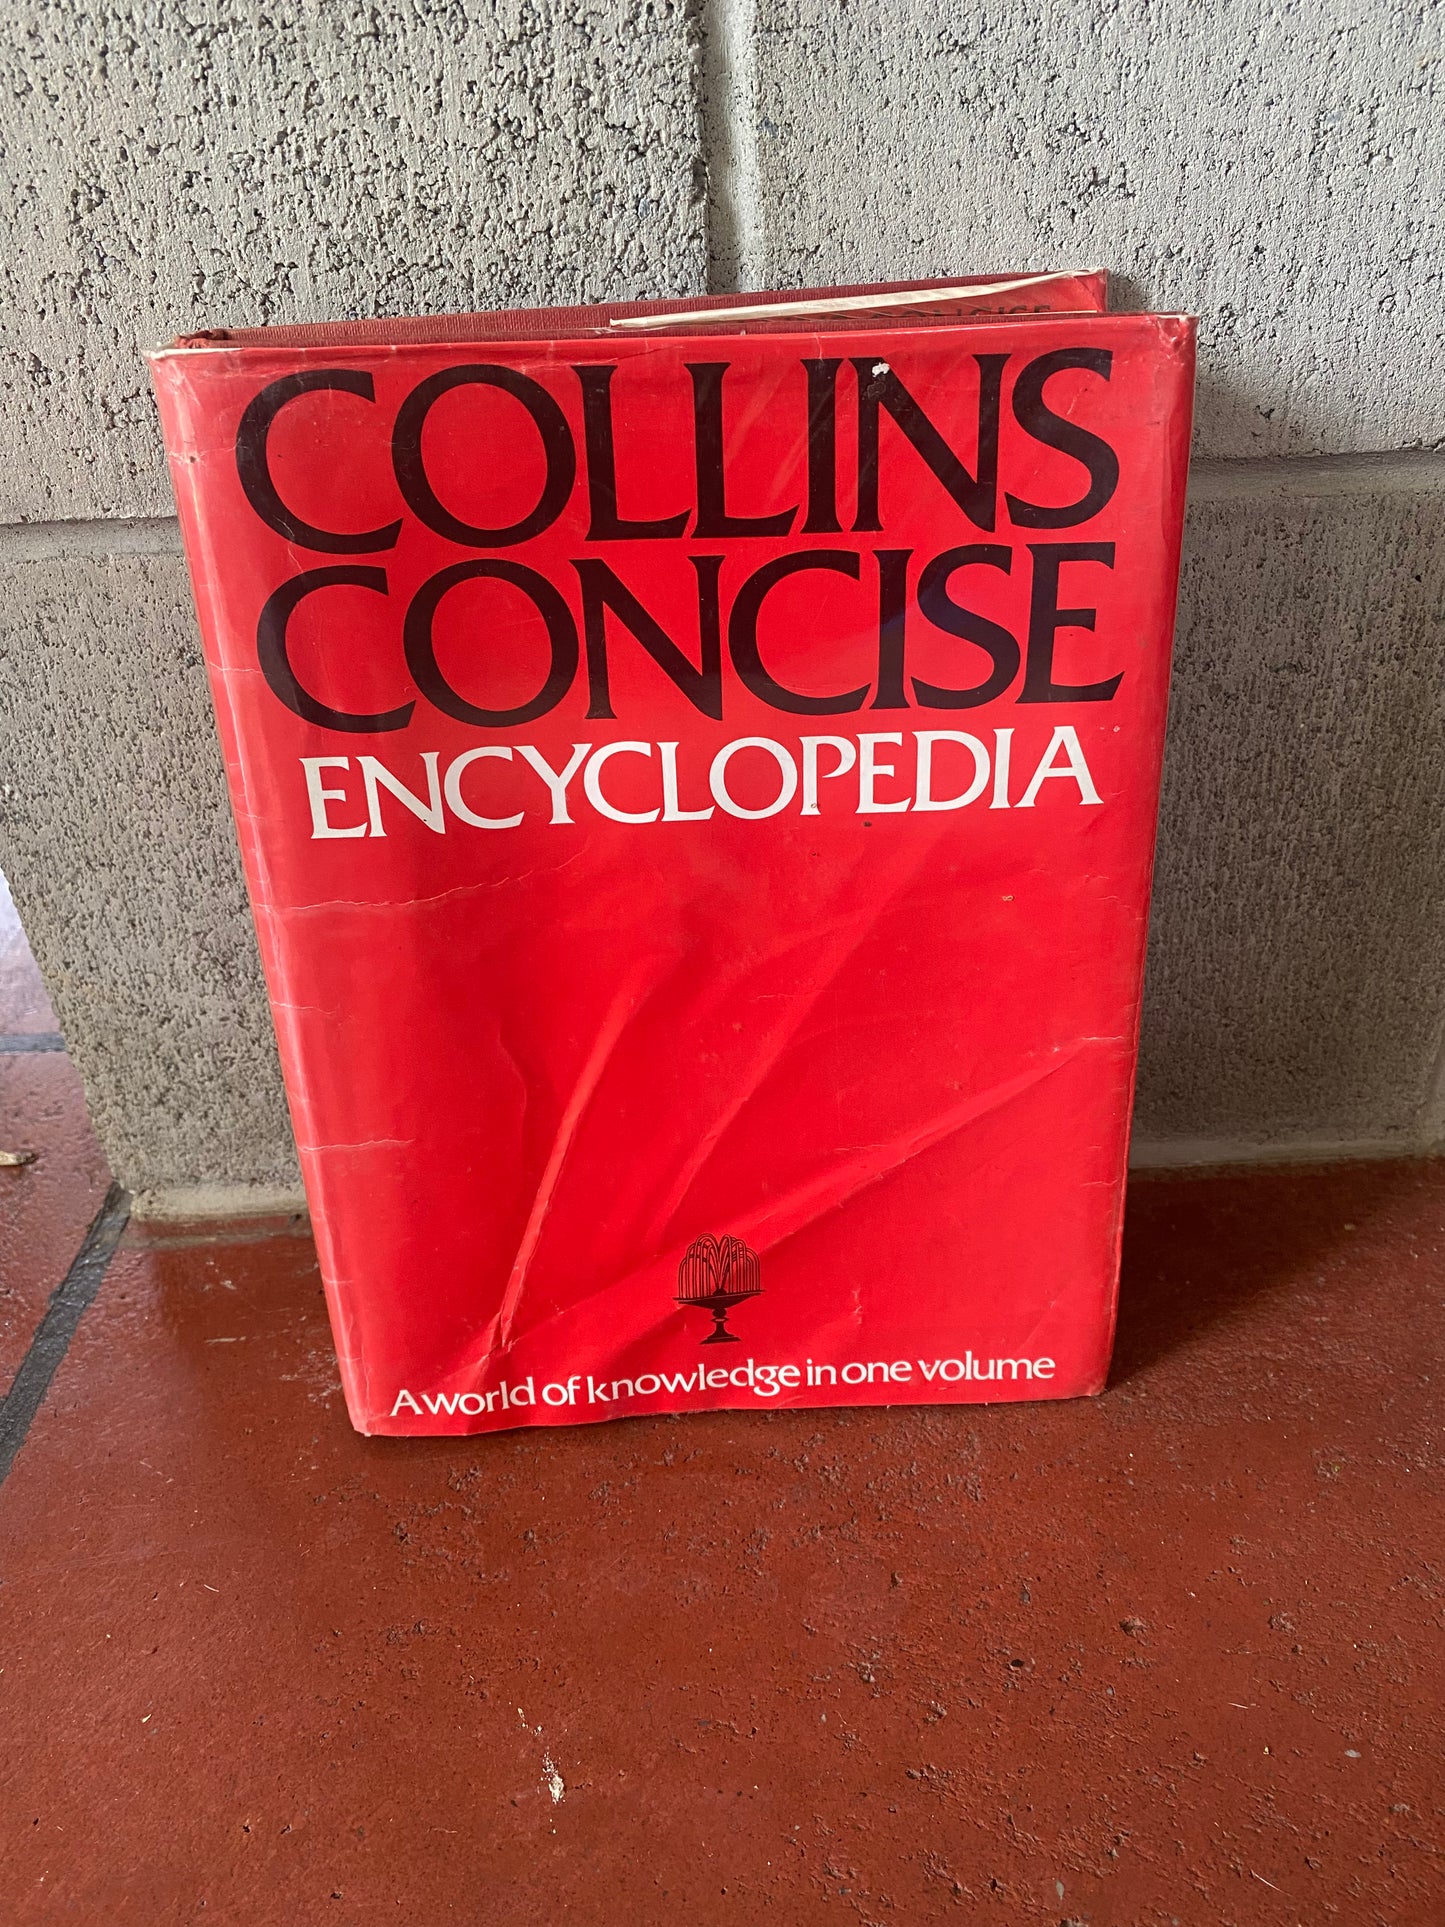 COLLINS
CONCISE
ENCYCLOPEDIA
A world of knowledge in one volume